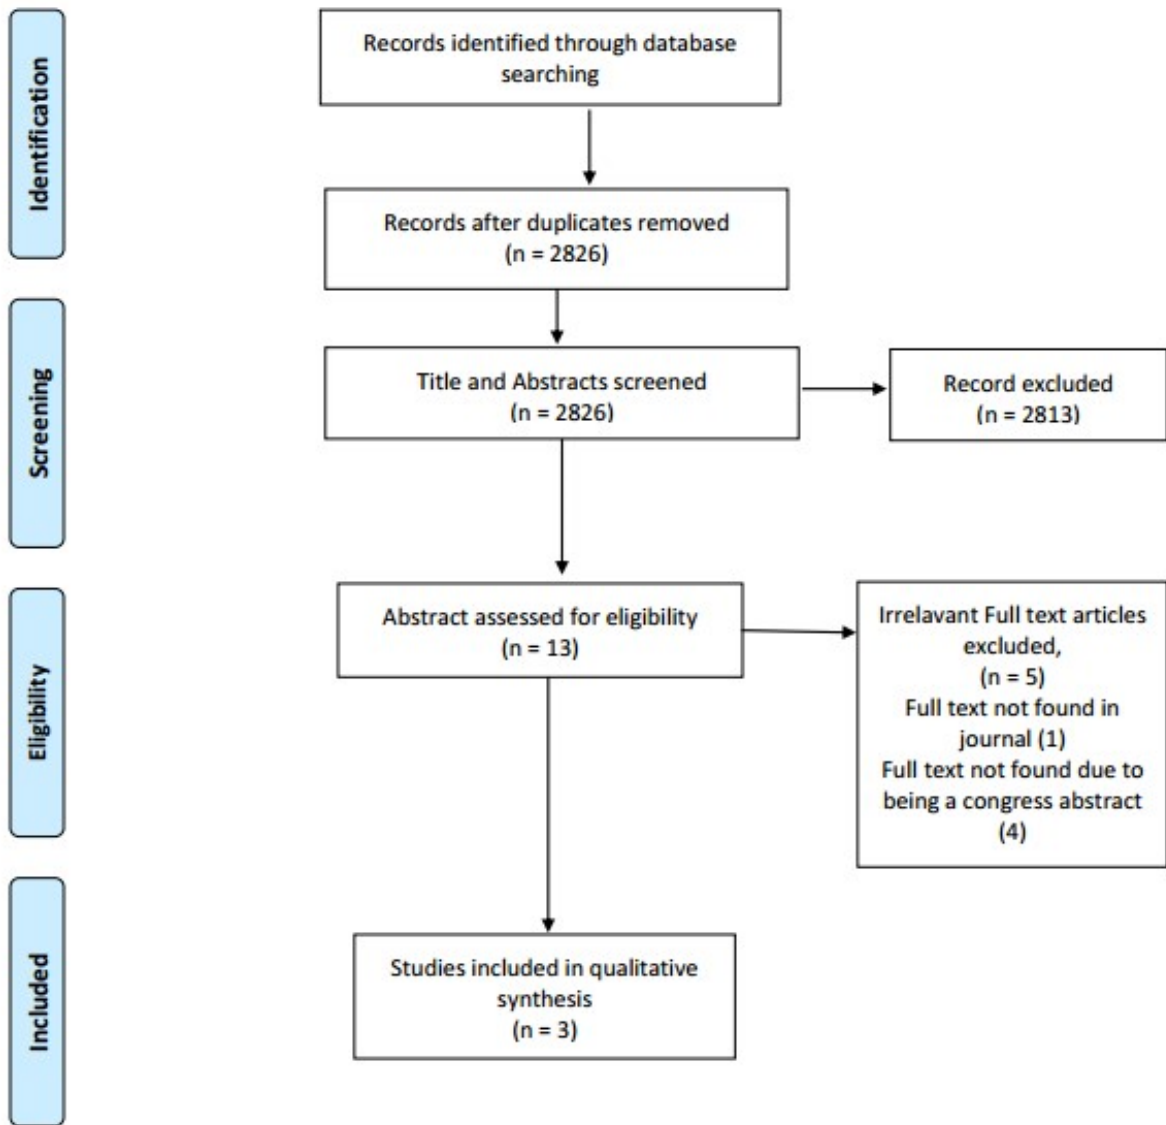 Identification
Records identified through database
searching
Records after duplicates removed
(n = 2826)
Screening
Title and Abstracts screened
(n = 2826)
Record excluded
(n = 2813)
Eligibility
Abstract assessed for eligibility
(n = 13)
Irrelavant Full text articles
excluded,
(n = 5)
Full text not found in
journal (1)
Full text not found due to
being a congress abstract
(4)
Included
Studies included in qualitative
synthesis
(n = 3)